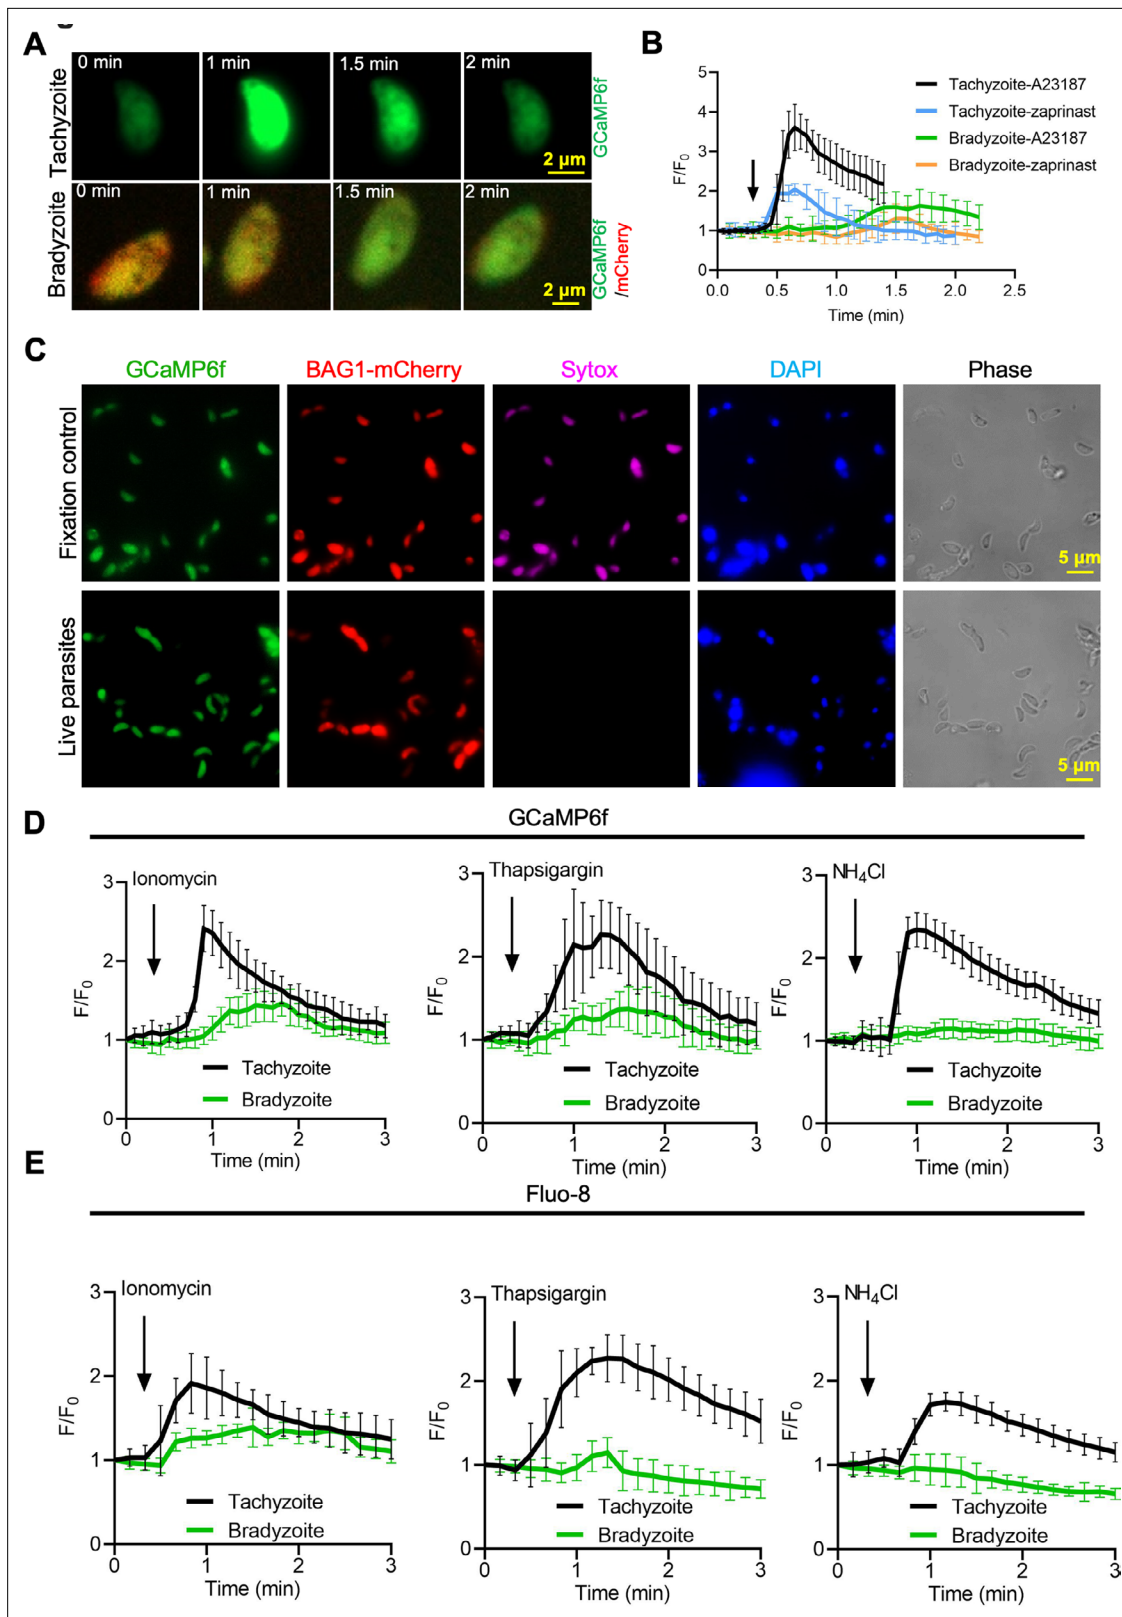 A
0 min
1 min
1.5 min
2 min
Tachyzoite
2 µm
GCaMP6f
0 min
1 min
1.5 min
2 min
Bradyzoite
2 µm
GCaMP6f
/mCherry
B
5
4
3
2
1
0
F/F0
Tachyzoite-A23187
Tachyzoite-zaprinast
Bradyzoite-A23187
Bradyzoite-zaprinast
0.0 0.5 1.0 1.5 2.0 2.5
Time (min)
C
GCaMP6f
BAG1-mCherry
Sytox
DAPI
Phase
Fixation control
5 µm
Live parasites
5 µm
D
GCaMP6f
Ionomycin
3
2
1
0
F/F0
Tachyzoite
Bradyzoite
0 1 2 3
Time (min)
Thapsigargin
3
2
1
0
F/F0
Tachyzoite
Bradyzoite
0 1 2 3
Time (min)
NH4Cl
3
2
1
0
F/F0
Tachyzoite
Bradyzoite
0 1 2 3
Time (min)
E
Fluo-8
Ionomycin
3
2
1
0
F/F0
Tachyzoite
Bradyzoite
0 1 2 3
Time (min)
Thapsigargin
3
2
1
0
F/F0
Tachyzoite
Bradyzoite
0 1 2 3
Time (min)
NH4Cl
3
2
1
0
F/F0
Tachyzoite
Bradyzoite
0 1 2 3
Time (min)